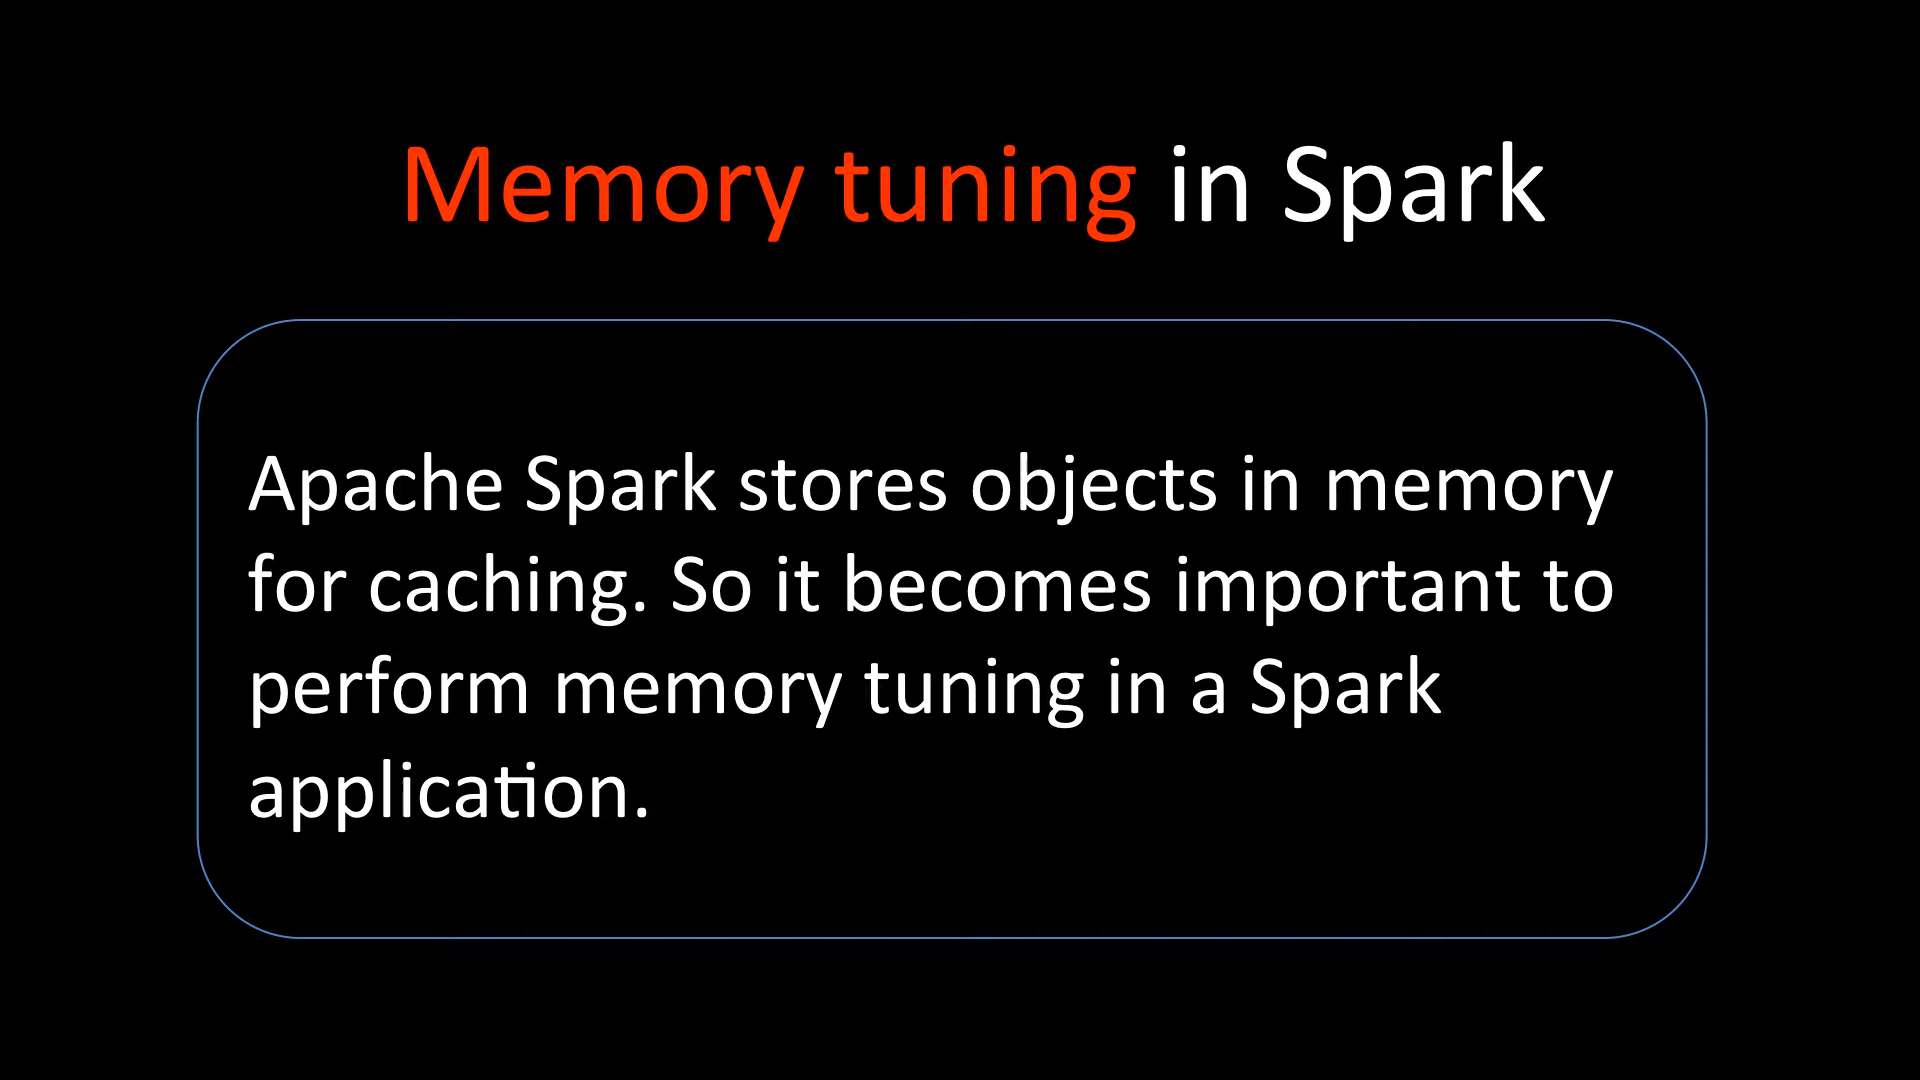 Memory tuning in Spark
Apache Spark stores objects in memory
for caching. So it becomes important to
perform memory tuning in a Spark
application.